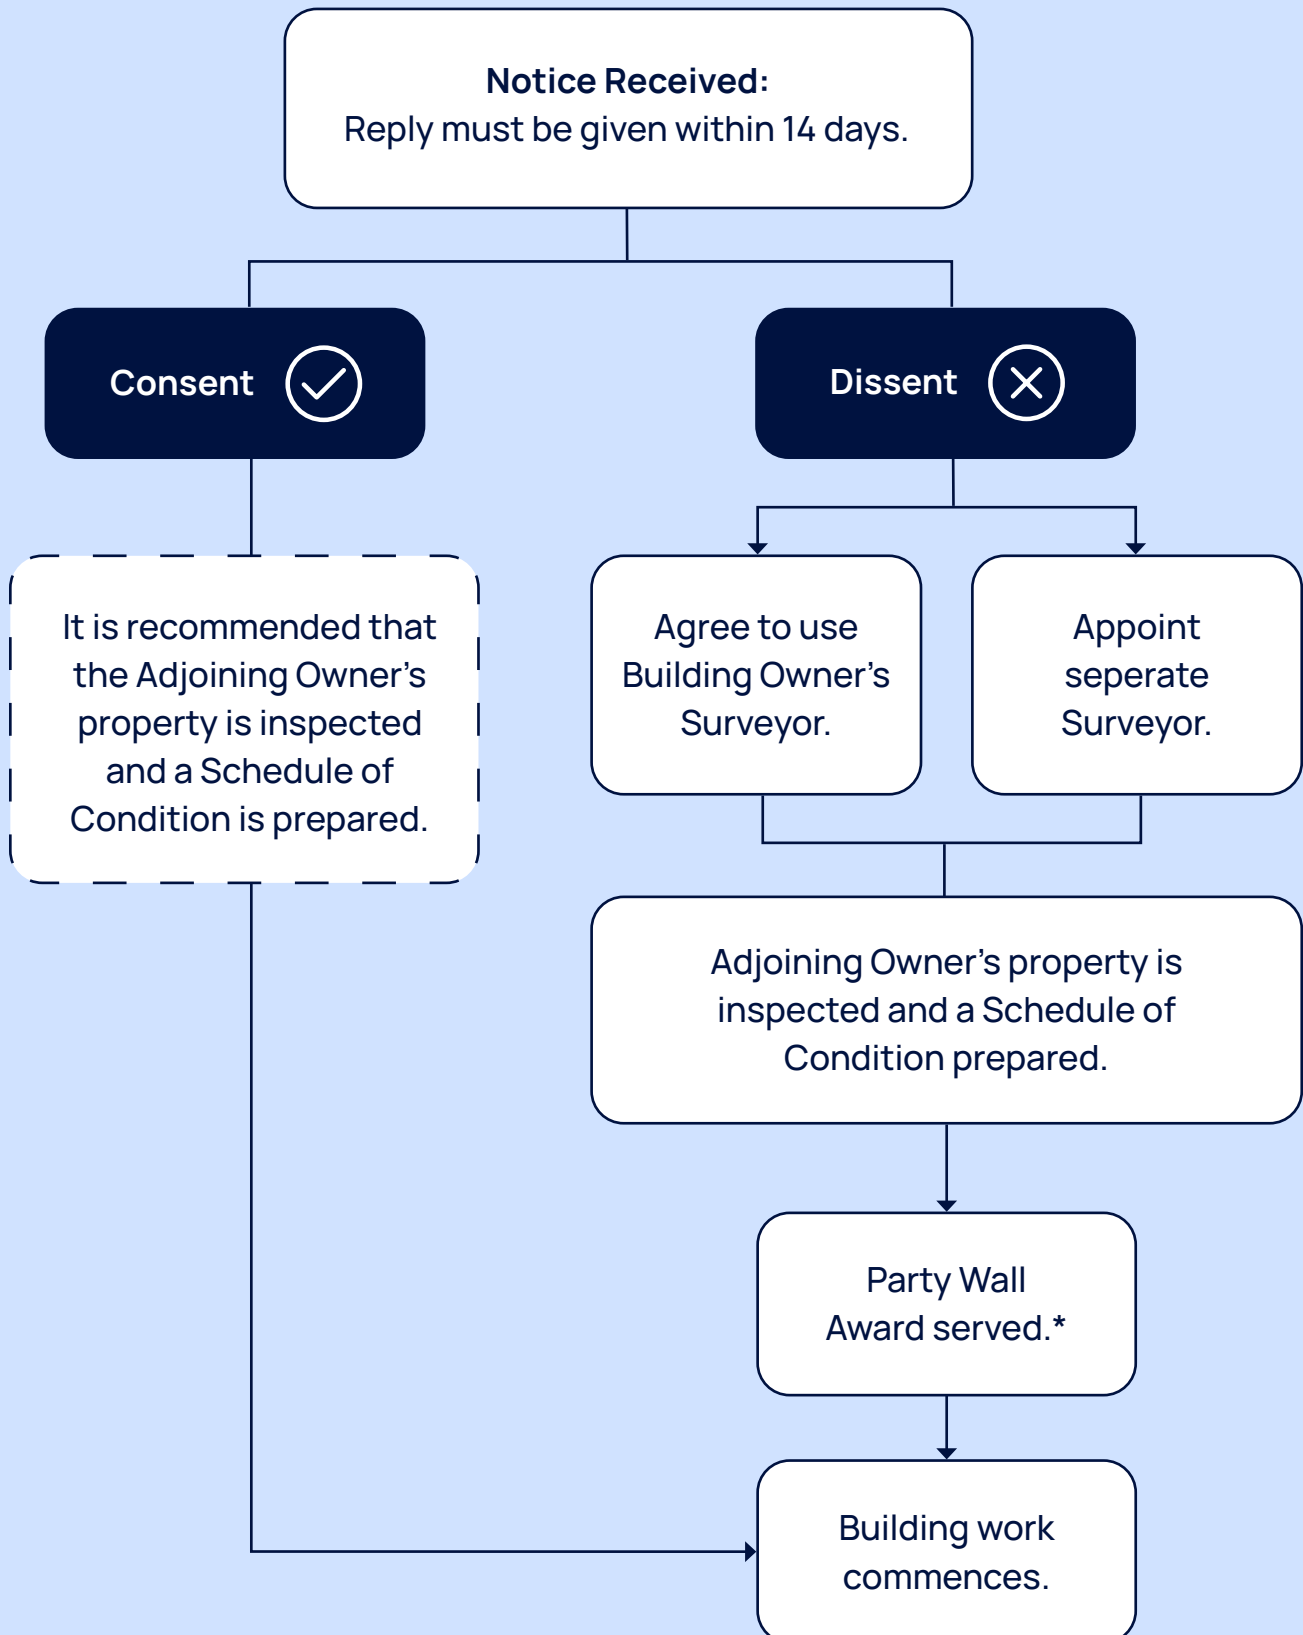 Notice Received:
Reply must be given within 14 days.
Consent
Dissent
It is recommended that
the Adjoining Owner’s
property is inspected
and a Schedule of
Condition is prepared.
Agree to use
Building Owner’s
Surveyor.
Appoint
seperate
Surveyor.
Adjoining Owner’s property is
inspected and a Schedule of
Condition prepared.
Party Wall
Award served.*
Building work
commences.